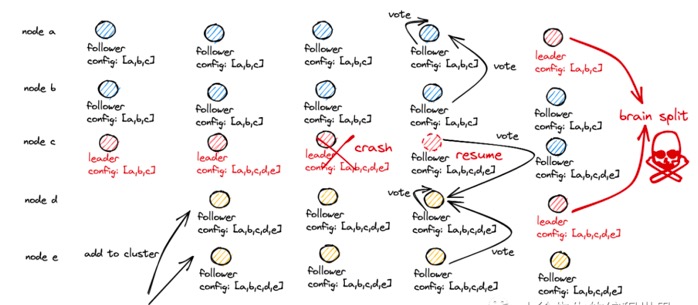 node a
follower
config: [a,b,c]
follower
config: [a,b,c]
follower
config: [a,b,c]
vote
follower
config: [a,b,c]
vote
leader
config: [a,b,c]
node b
follower
config: [a,b,c]
follower
config: [a,b,c]
follower
config: [a,b,c]
follower
config: [a,b,c]
follower
config: [a,b,c]
brain split
node c
leader
config: [a,b,c]
leader
config: [a,b,c,d,e]
leader
config: [a,b,c,d,e]
crash
follower
config: [a,b,c,d,e]
resume
vote
follower
config: [a,b,c,d,e]
node d
follower
config: [a,b,c,d,e]
follower
config: [a,b,c,d,e]
vote
follower
config: [a,b,c,d,e]
leader
config: [a,b,c,d,e]
node e
add to cluster
follower
config: [a,b,c,d,e]
follower
config: [a,b,c,d,e]
follower
config: [a,b,c,d,e]
vote
follower
config: [a,b,c,d,e]